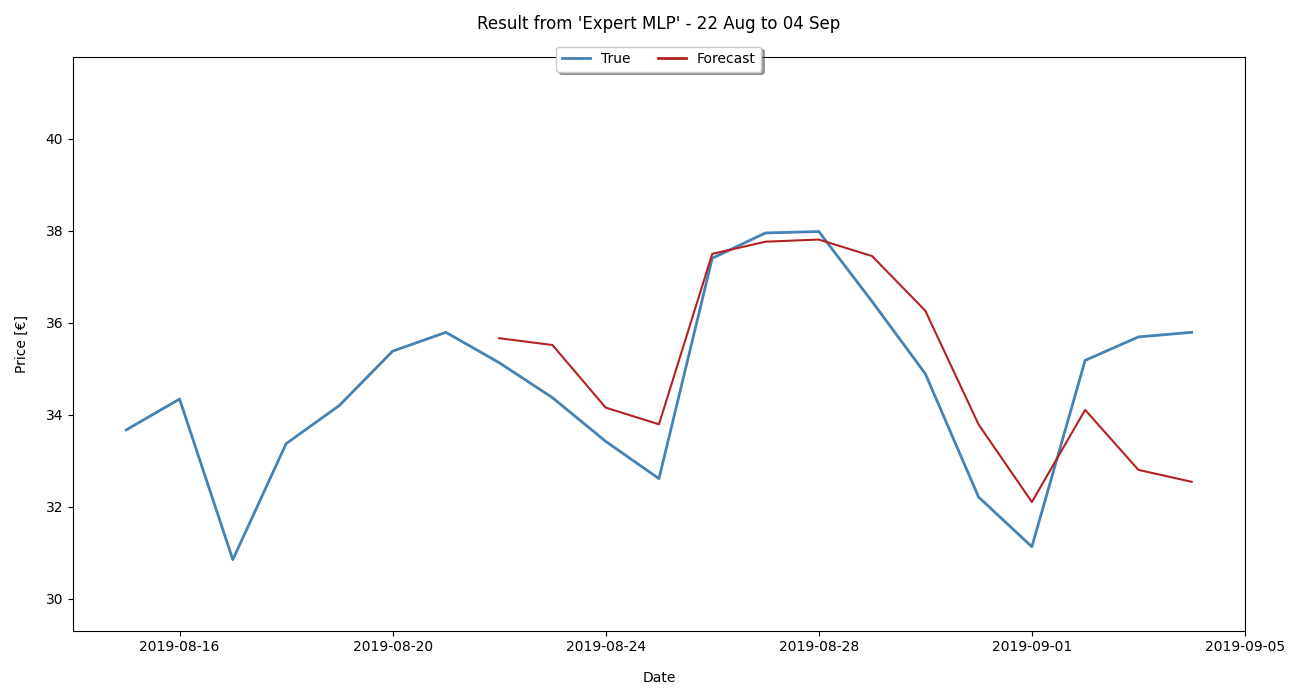 Result from 'Expert MLP' - 22 Aug to 04 Sep
True Forecast
40
38
36
34
32
30
Price [€]
2019-08-16 2019-08-20 2019-08-24 2019-08-28 2019-09-01 2019-09-05
Date